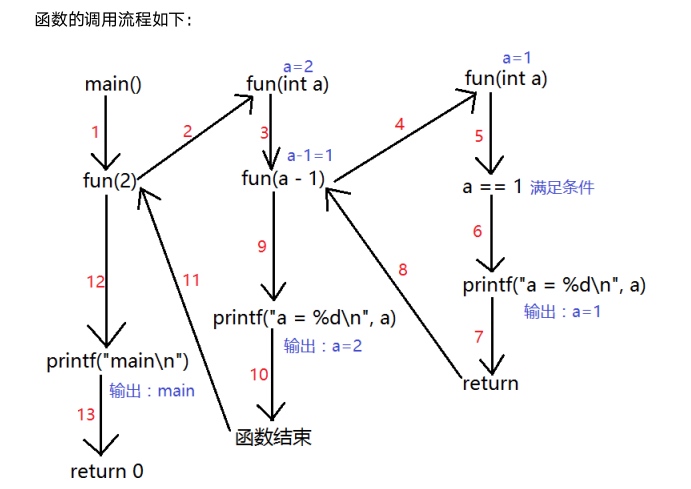 函数的调用流程如下：
a=2
a=1
main()
fun(int a)
fun(int a)
1
2
3
4
5
a-1=1
fun(2)
fun(a - 1)
a == 1 满足条件
6
9
8
12
11
printf("a = %d\n", a)
输出：a=1
printf("a = %d\n", a)
输出：a=2
7
printf("main\n")
输出：main
10
return
13
函数结束
return 0